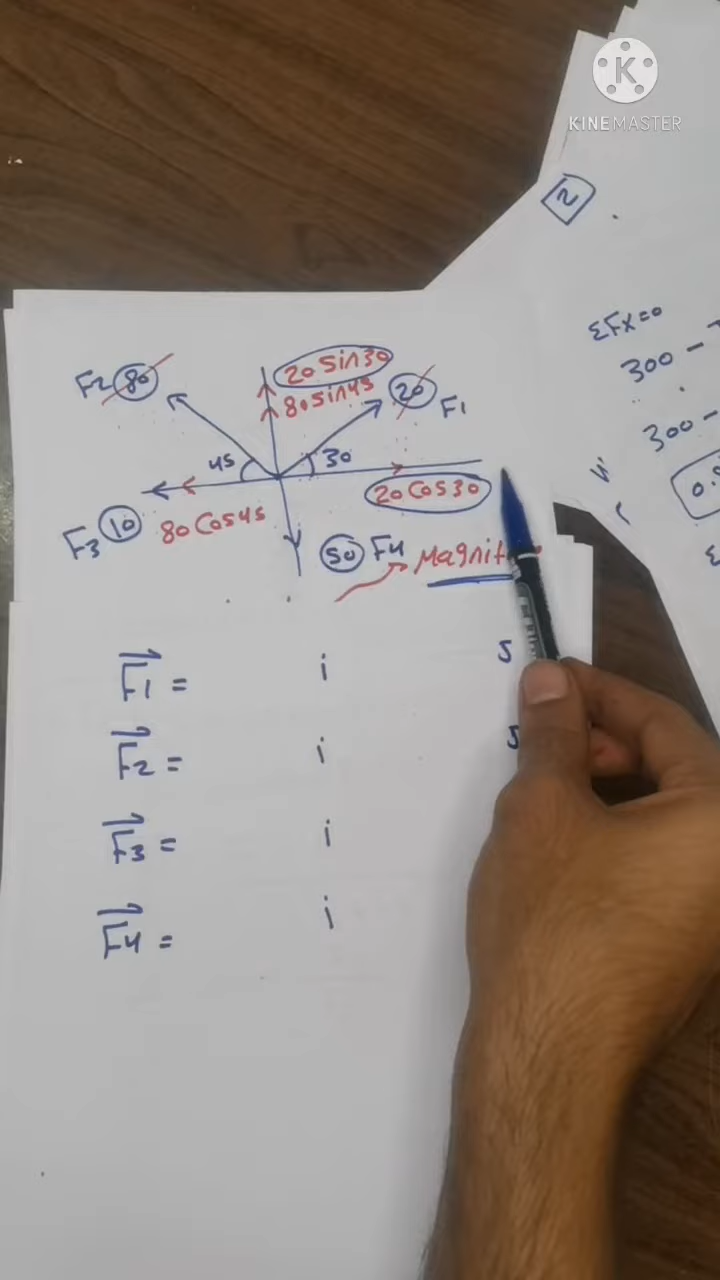 KINEMASTER
2
ΣFx=0
300 -
300 -
0.
Σ
F2 80
20 Sin30
80 Sin45
20
F1
45
30
20 Cos30
F3 10
80 Cos45
50 F4
Magnit
F1 = i J
F2 = i J
F3 = i
F4 = i